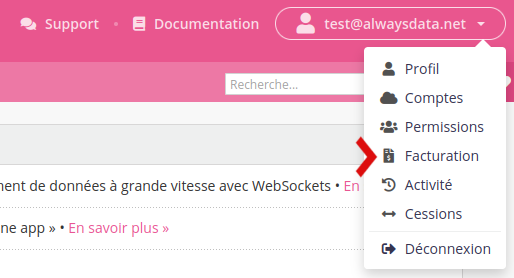 Support • Documentation test@alwaysdata.net
Recherche...
Profil
Comptes
Permissions
Facturation
Activité
Cessions
Déconnexion
ment de données à grande vitesse avec WebSockets • En
ne app » • En savoir plus »